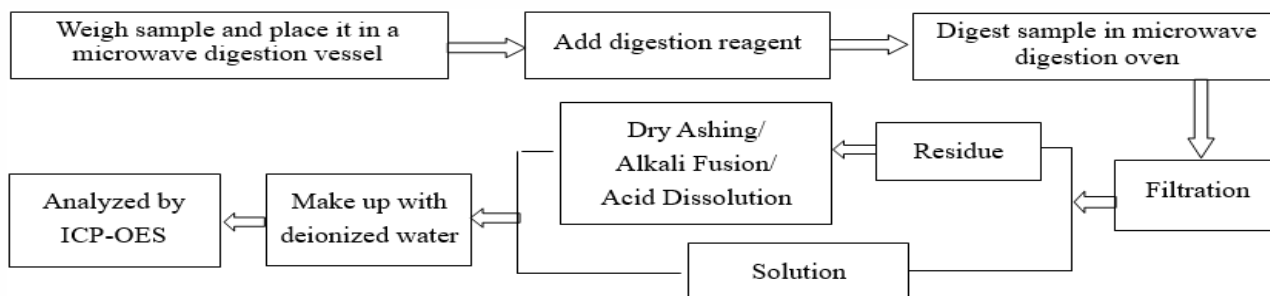 Weigh sample and place it in a
microwave digestion vessel
Add digestion reagent
Digest sample in microwave
digestion oven
Filtration
Residue
Dry Ashing/
Alkali Fusion/
Acid Dissolution
Solution
Make up with
deionized water
Analyzed by
ICP-OES